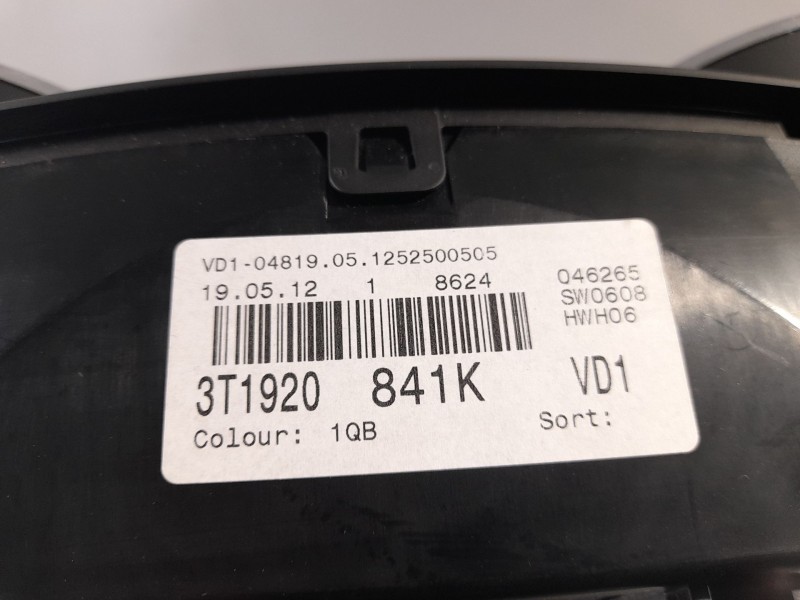 VD1-04819.05.1252500505
19.05.12 1 8624 046265
SW0608
HWH06
3T1920 841K VD1
Colour: 1QB Sort: